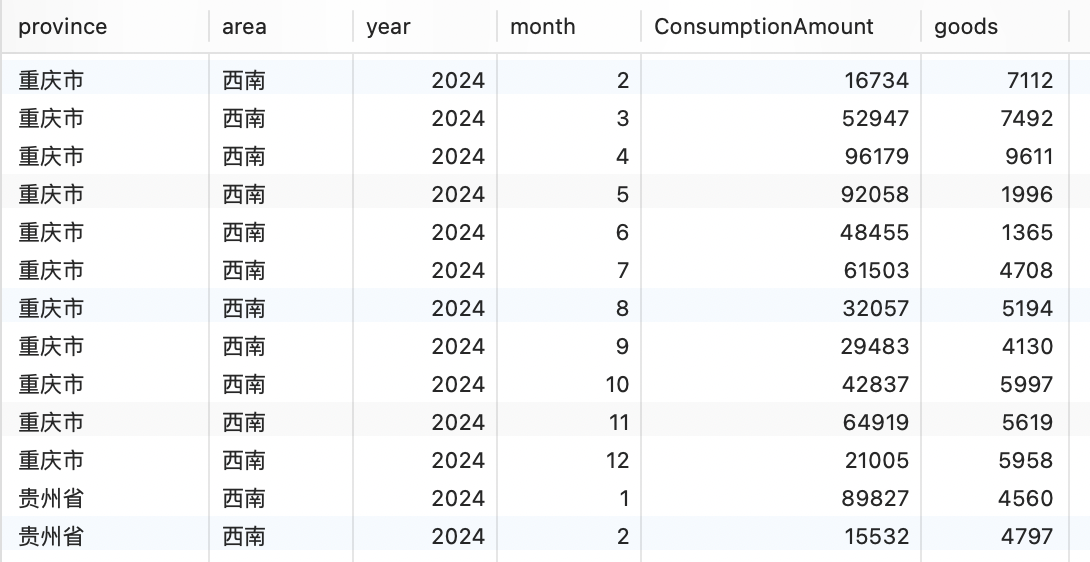 province area year month ConsumptionAmount goods
重庆市 西南 2024 2 16734 7112
重庆市 西南 2024 3 52947 7492
重庆市 西南 2024 4 96179 9611
重庆市 西南 2024 5 92058 1996
重庆市 西南 2024 6 48455 1365
重庆市 西南 2024 7 61503 4708
重庆市 西南 2024 8 32057 5194
重庆市 西南 2024 9 29483 4130
重庆市 西南 2024 10 42837 5997
重庆市 西南 2024 11 64919 5619
重庆市 西南 2024 12 21005 5958
贵州省 西南 2024 1 89827 4560
贵州省 西南 2024 2 15532 4797